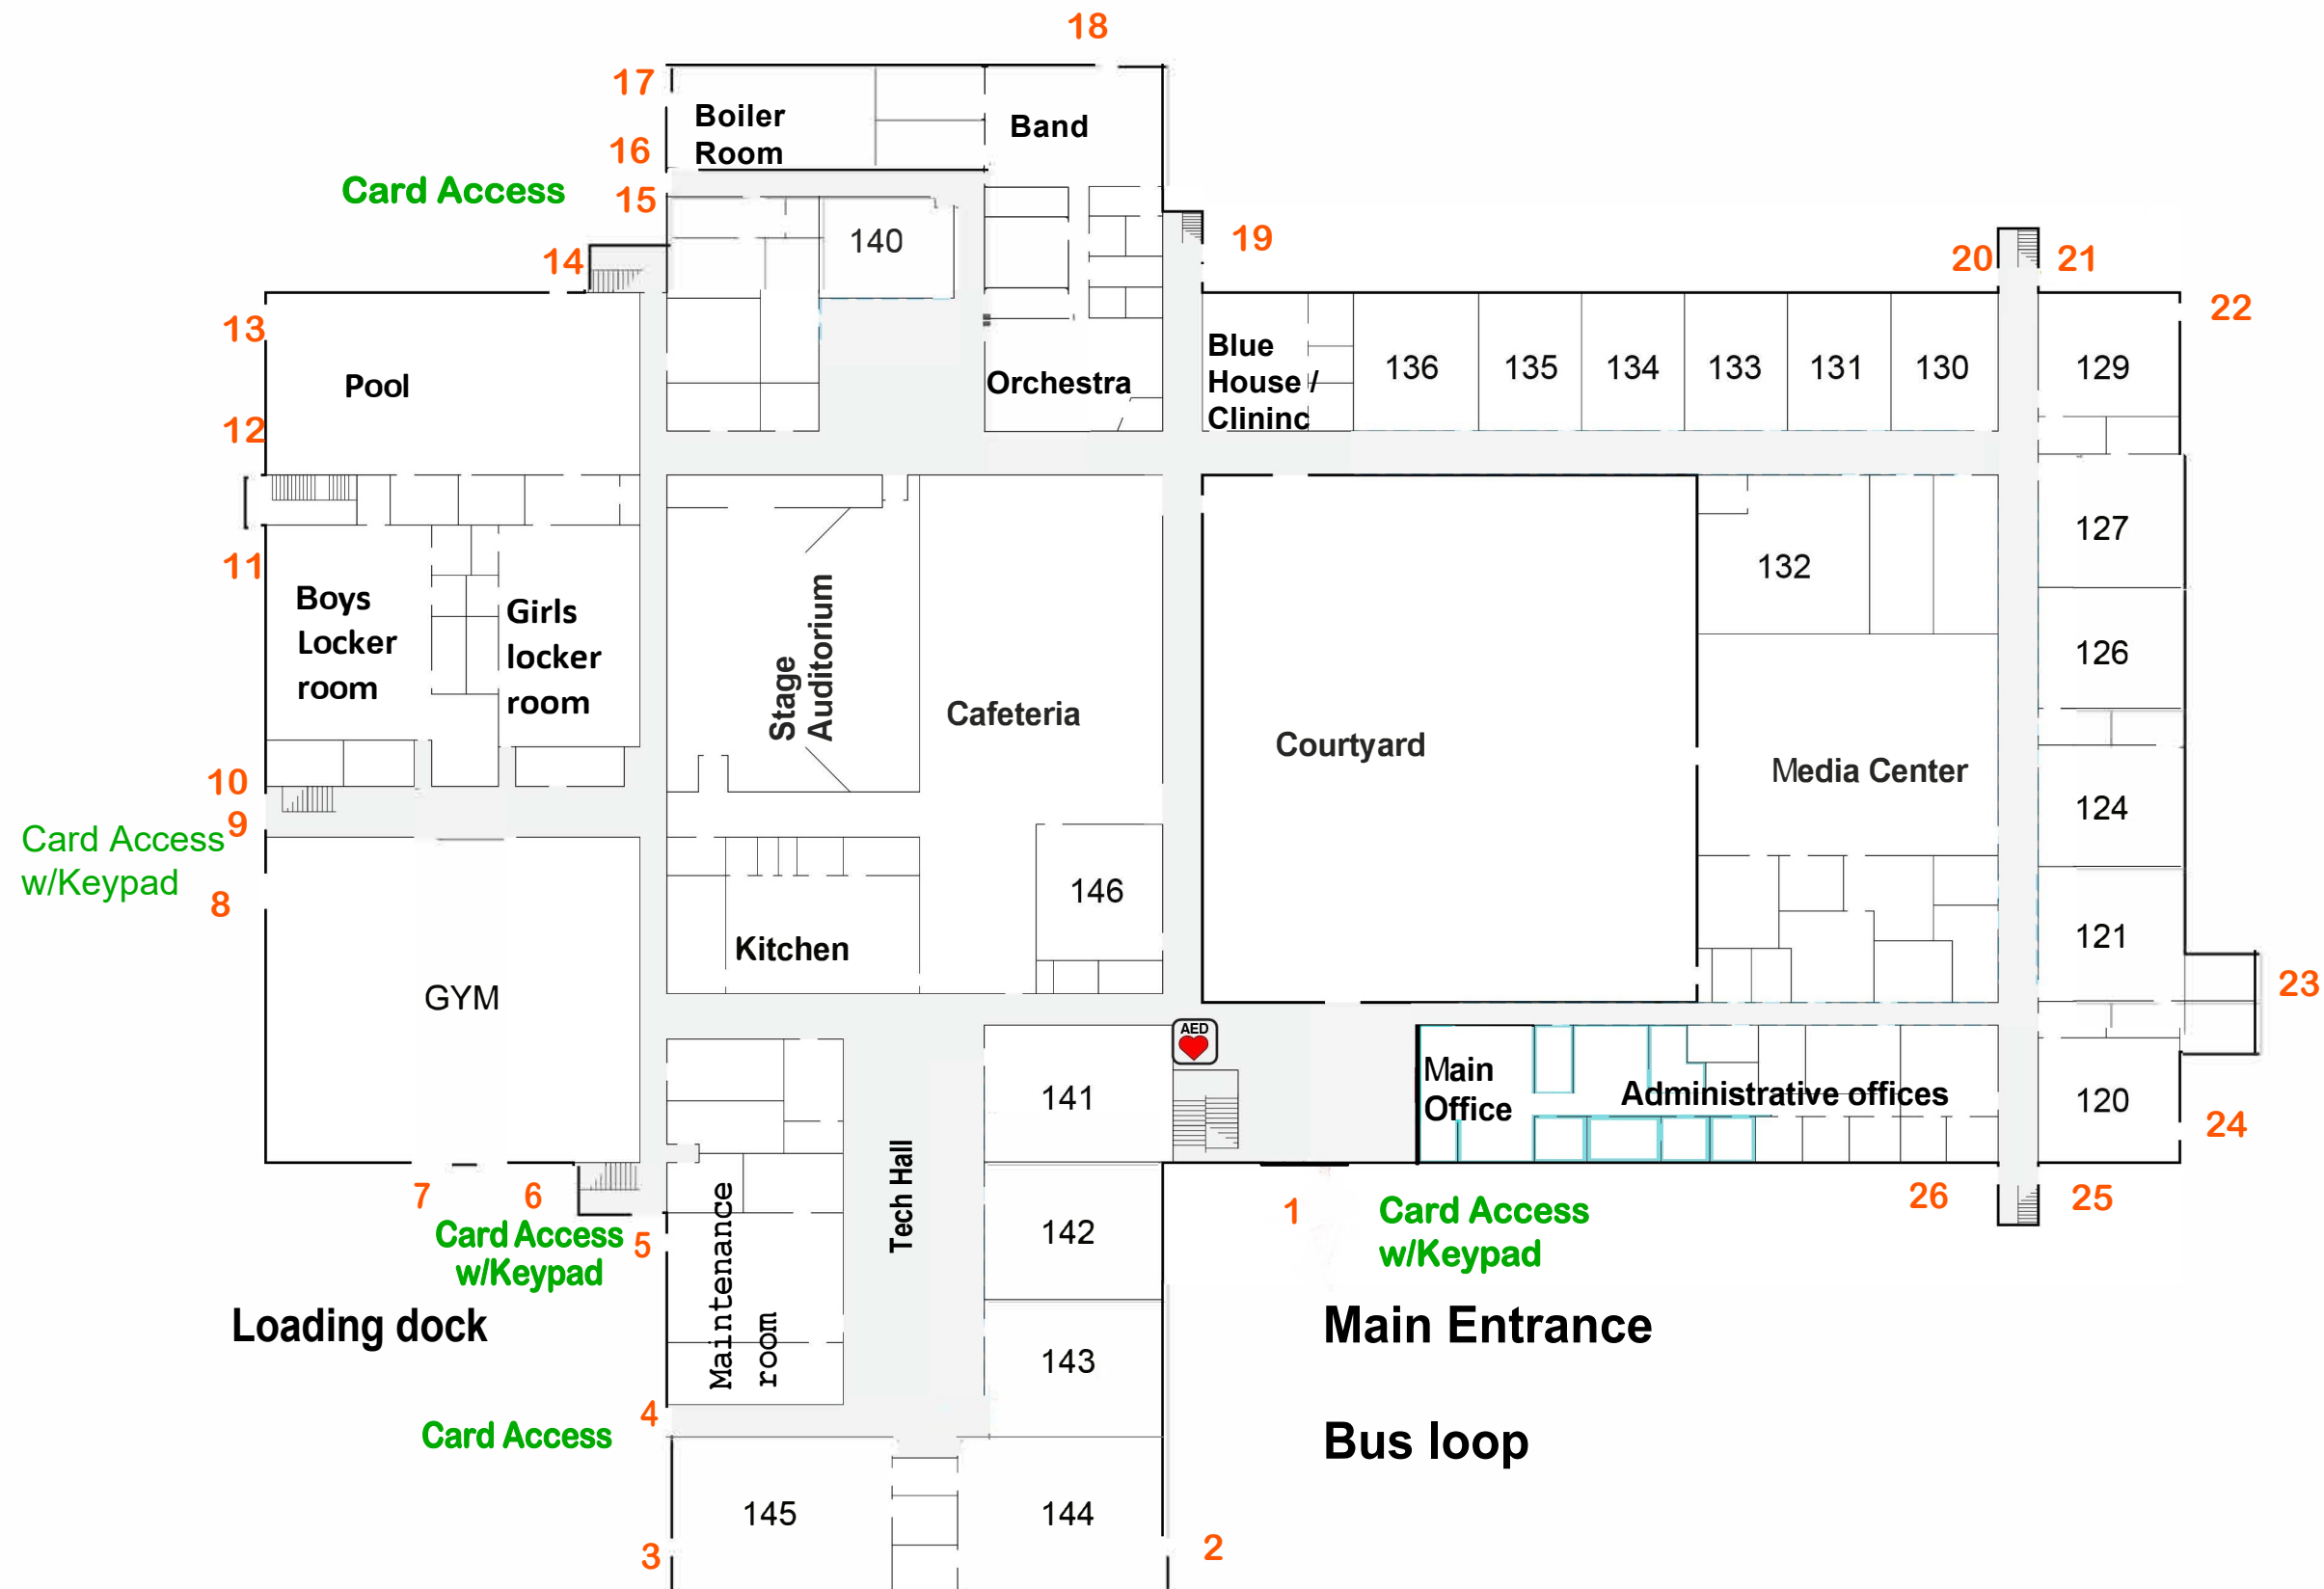 18
17
Boiler
Room
Band
16
Card Access
15
140
19
14
20
21
22
13
Pool
Blue
House /
Clininc
Orchestra
136
135
134
133
131
130
129
12
127
11
132
Boys
Locker
room
Girls
locker
room
Stage
Auditorium
126
Cafeteria
Courtyard
Media Center
10
9
Card Access
w/Keypad
8
124
146
121
Kitchen
GYM
23
AED
Main
Office
Administrative offices
141
120
24
Tech Hall
7
6
1
26
25
Card Access
w/Keypad
5
Maintenance
room
142
Card Access
w/Keypad
Loading dock
Main Entrance
143
4
Card Access
Bus loop
145
144
3
2